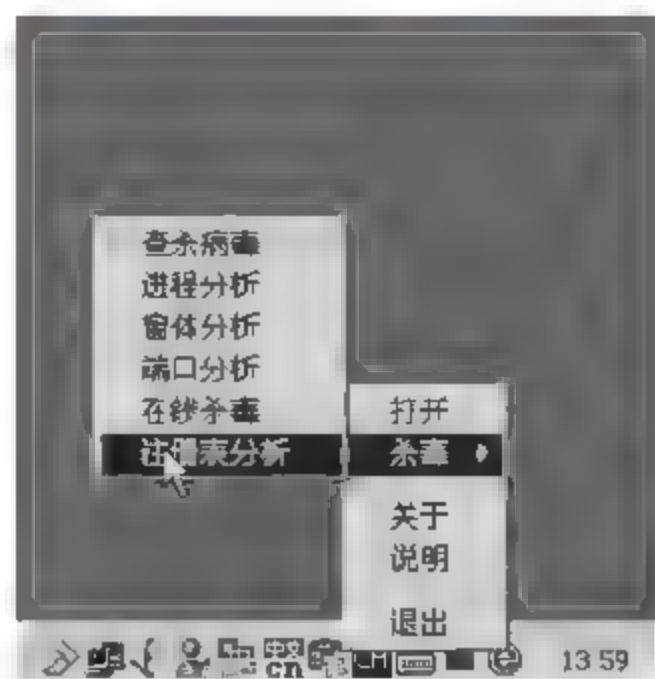 查杀病毒
进程分析
窗体分析
端口分析
在线杀毒
注册表分析
打开
杀毒
关于
说明
退出
中文
cn
13:59